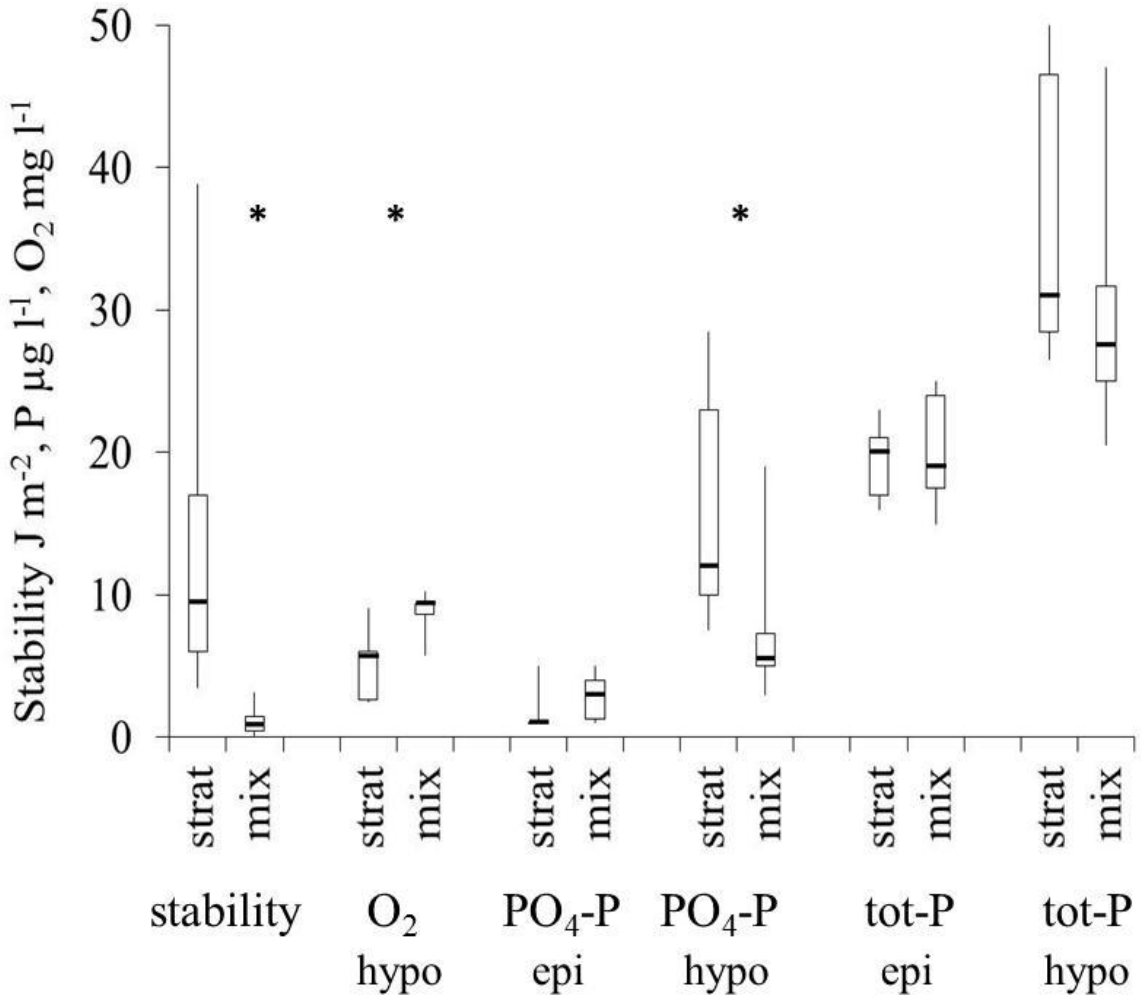 Stability J m-2, P µg l-1, O2 mg l-1
50
40
30
20
10
0
* * *
strat mix strat mix strat mix strat mix strat mix strat mix
stability O2 PO4-P PO4-P tot-P tot-P
hypo epi hypo epi hypo